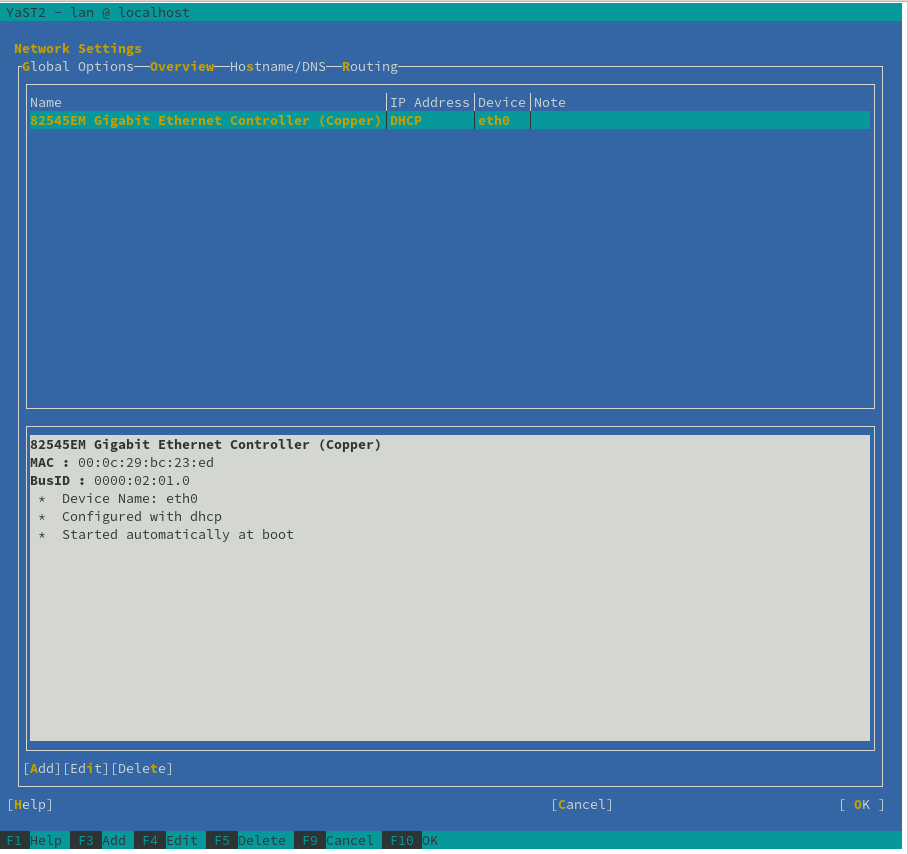 YaST2 - lan @ localhost
Network Settings
Global Options Overview Hostname/DNS Routing
Name IP Address Device Note
82545EM Gigabit Ethernet Controller (Copper) DHCP eth0
82545EM Gigabit Ethernet Controller (Copper)
MAC : 00:0c:29:bc:23:ed
BusID : 0000:02:01.0
* Device Name: eth0
* Configured with dhcp
* Started automatically at boot
[Add][Edit][Delete]
[Help] [Cancel] [ OK ]
F1 Help F3 Add F4 Edit F5 Delete F9 Cancel F10 OK